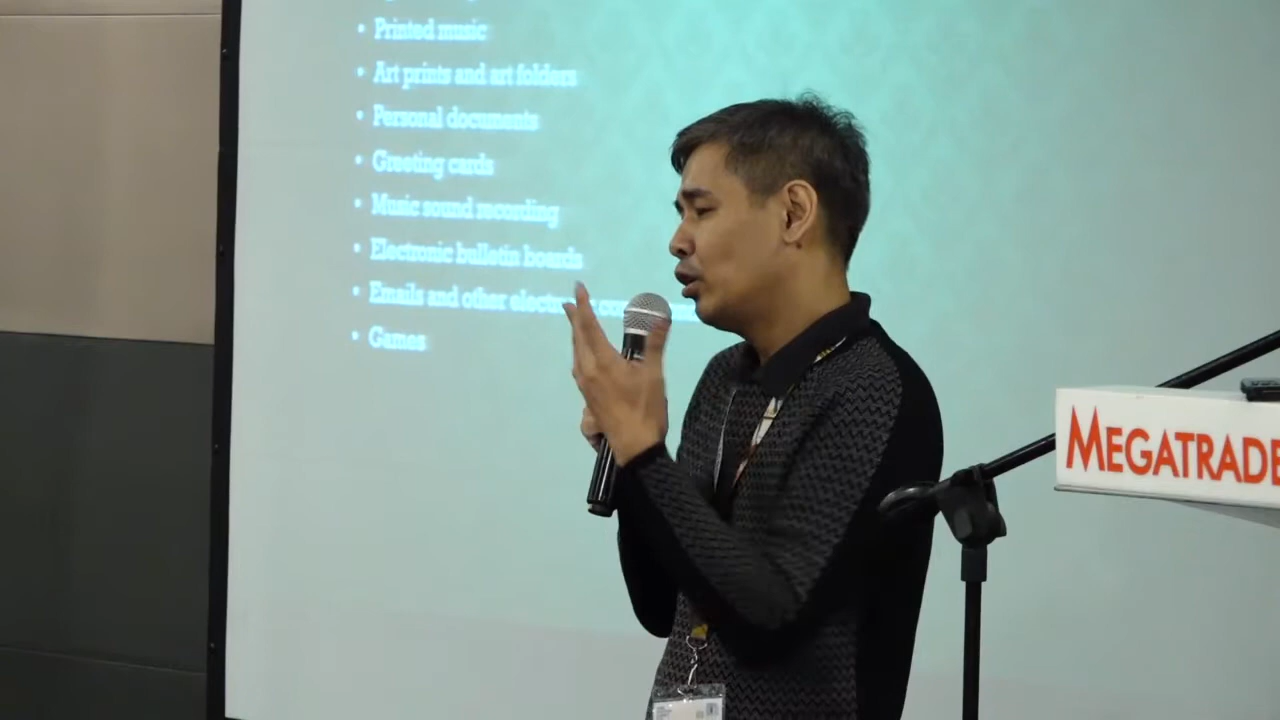 • Printed music
• Art prints and art folders
• Personal documents
• Greeting cards
• Music sound recording
• Electronic bulletin boards
• Emails and other
• Games
MEGATRADE